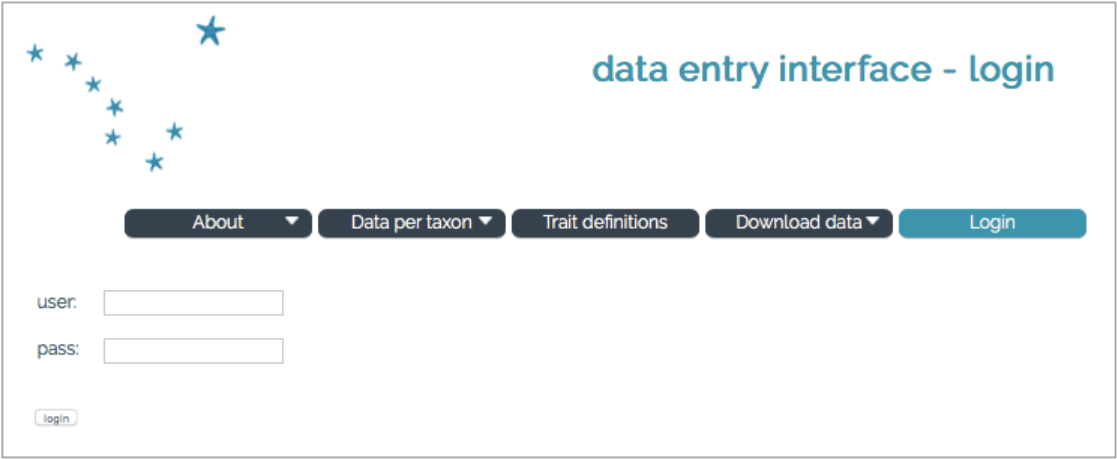 data entry interface - login
About Data per taxon Trait definitions Download data Login
user:
pass:
login